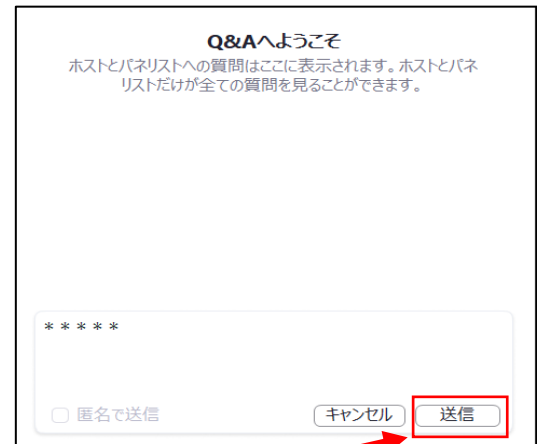 Q&Aへようこそ
ホストとパネリストへの質問はここに表示されます。ホストとパネ
リストだけが全ての質問を見ることができます。
* * * * *
匿名で送信
キャンセル
送信